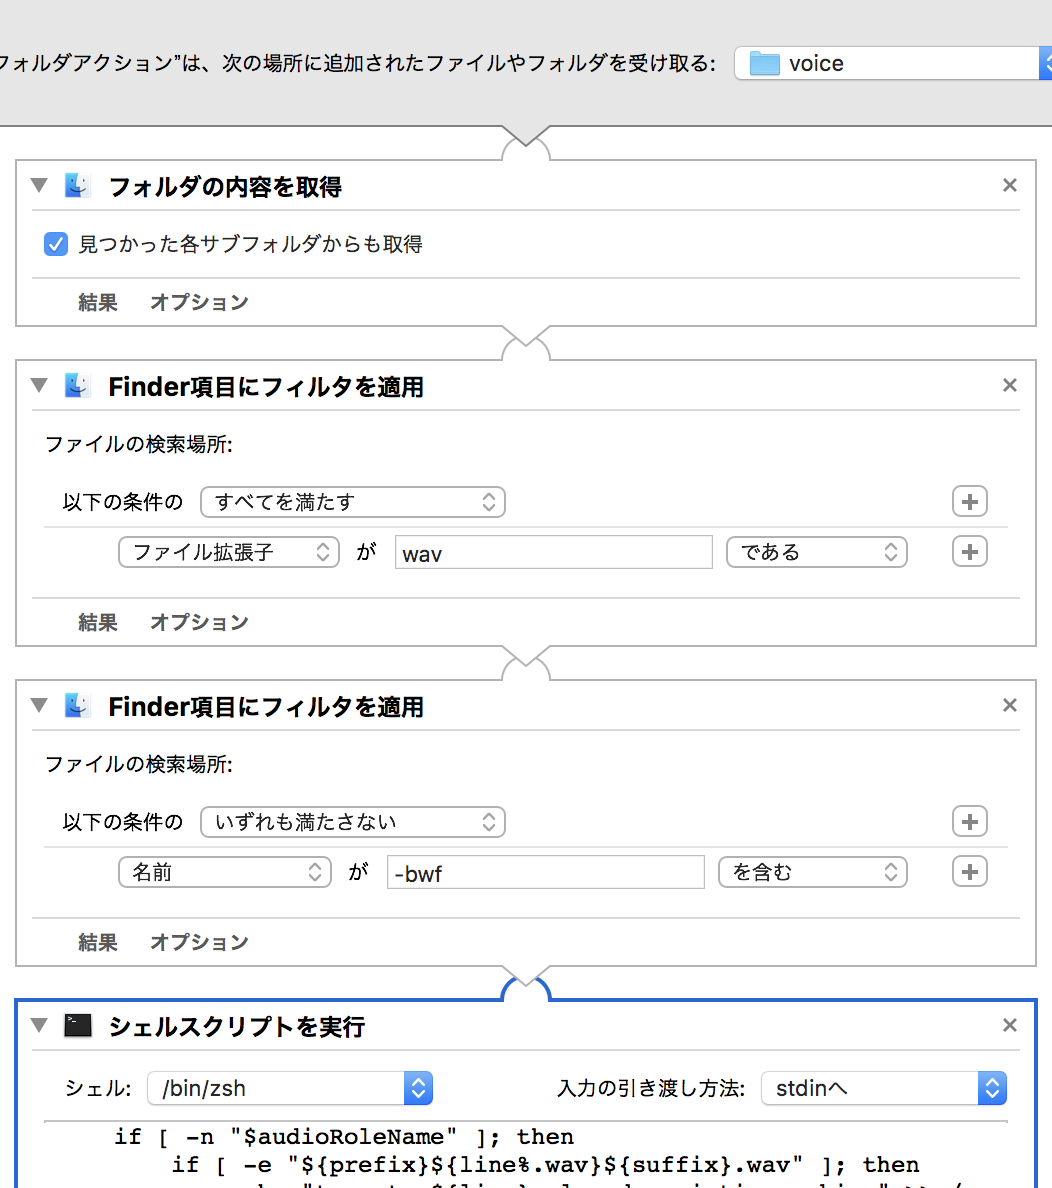 フォルダアクション”は、次の場所に追加されたファイルやフォルダを受け取る: voice
フォルダの内容を取得
見つかった各サブフォルダからも取得
結果 オプション
Finder項目にフィルタを適用
ファイルの検索場所:
以下の条件の すべてを満たす
ファイル拡張子 が wav である
結果 オプション
Finder項目にフィルタを適用
ファイルの検索場所:
以下の条件の いずれも満たさない
名前 が -bwf を含む
結果 オプション
シェルスクリプトを実行
シェル: /bin/zsh 入力の引き渡し方法: stdinへ
if [ -n "$audioRoleName" ]; then
if [ -e "${prefix}${line%.wav}${suffix}.wav" ]; then